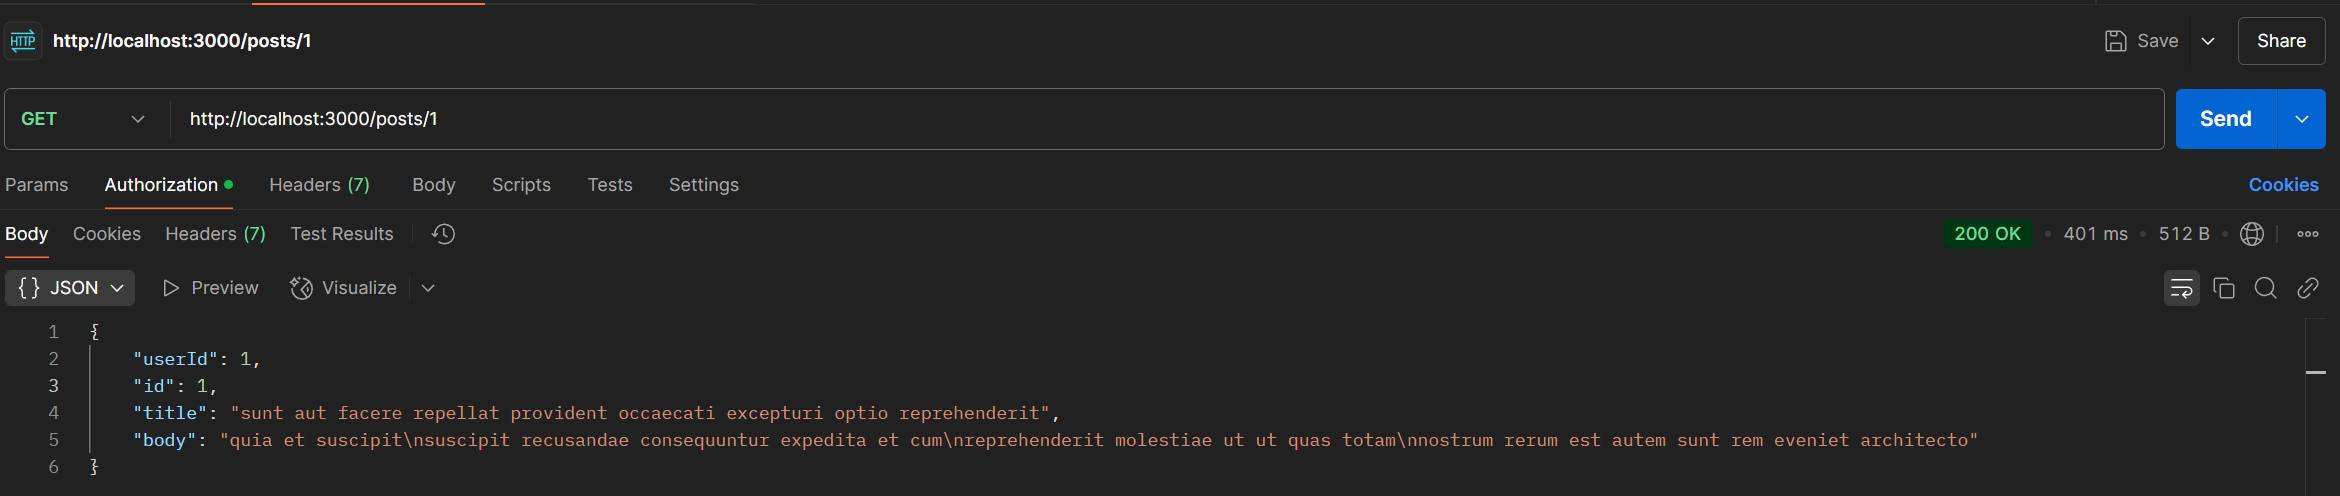 HTTP http://localhost:3000/posts/1 Save Share
GET http://localhost:3000/posts/1 Send
Params Authorization Headers (7) Body Scripts Tests Settings Cookies
Body Cookies Headers (7) Test Results 200 OK • 401 ms • 512 B •
{ } JSON Preview Visualize
1 {
2 "userId": 1,
3 "id": 1,
4 "title": "sunt aut facere repellat provident occaecati excepturi optio reprehenderit",
5 "body": "quia et suscipit\nsuscipit recusandae consequuntur expedita et cum\nreprehenderit molestiae ut ut quas totam\nnostrum rerum est autem sunt rem eveniet architecto"
6 }